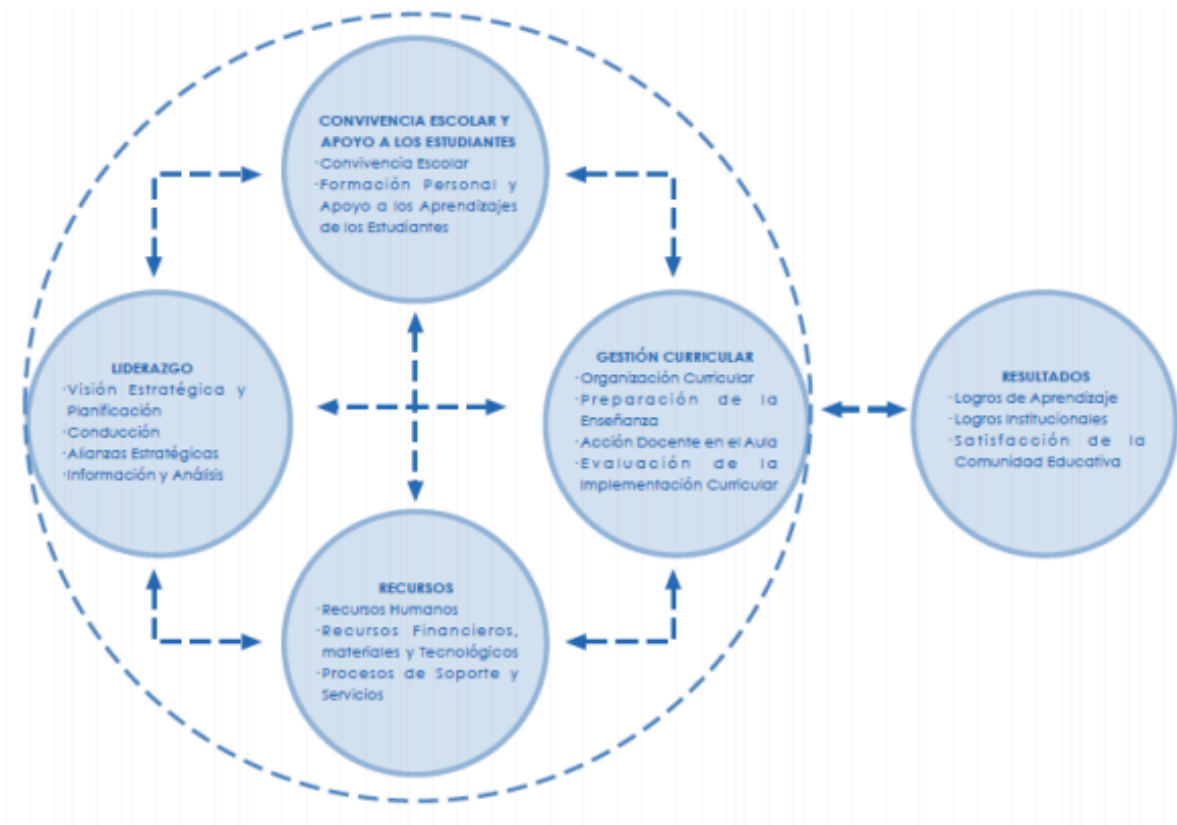 CONVIVENCIA ESCOLAR Y
APOYO A LOS ESTUDIANTES
·Convivencia Escolar
·Formación Personal y
Apoyo a los Aprendizajes
de los Estudiantes
LIDERAZGO
·Visión Estratégica y
Planificación
·Conducción
·Alianzas Estratégicas
·Información y Análisis
GESTIÓN CURRICULAR
·Organización Curricular
·Preparación de la
Enseñanza
·Acción Docente en el Aula
·Evaluación de la
Implementación Curricular
RESULTADOS
·Logros de Aprendizaje
·Logros Institucionales
·Satisfacción de la
Comunidad Educativa
RECURSOS
·Recursos Humanos
·Recursos Financieros,
materiales y Tecnológicos
·Procesos de Soporte y
Servicios